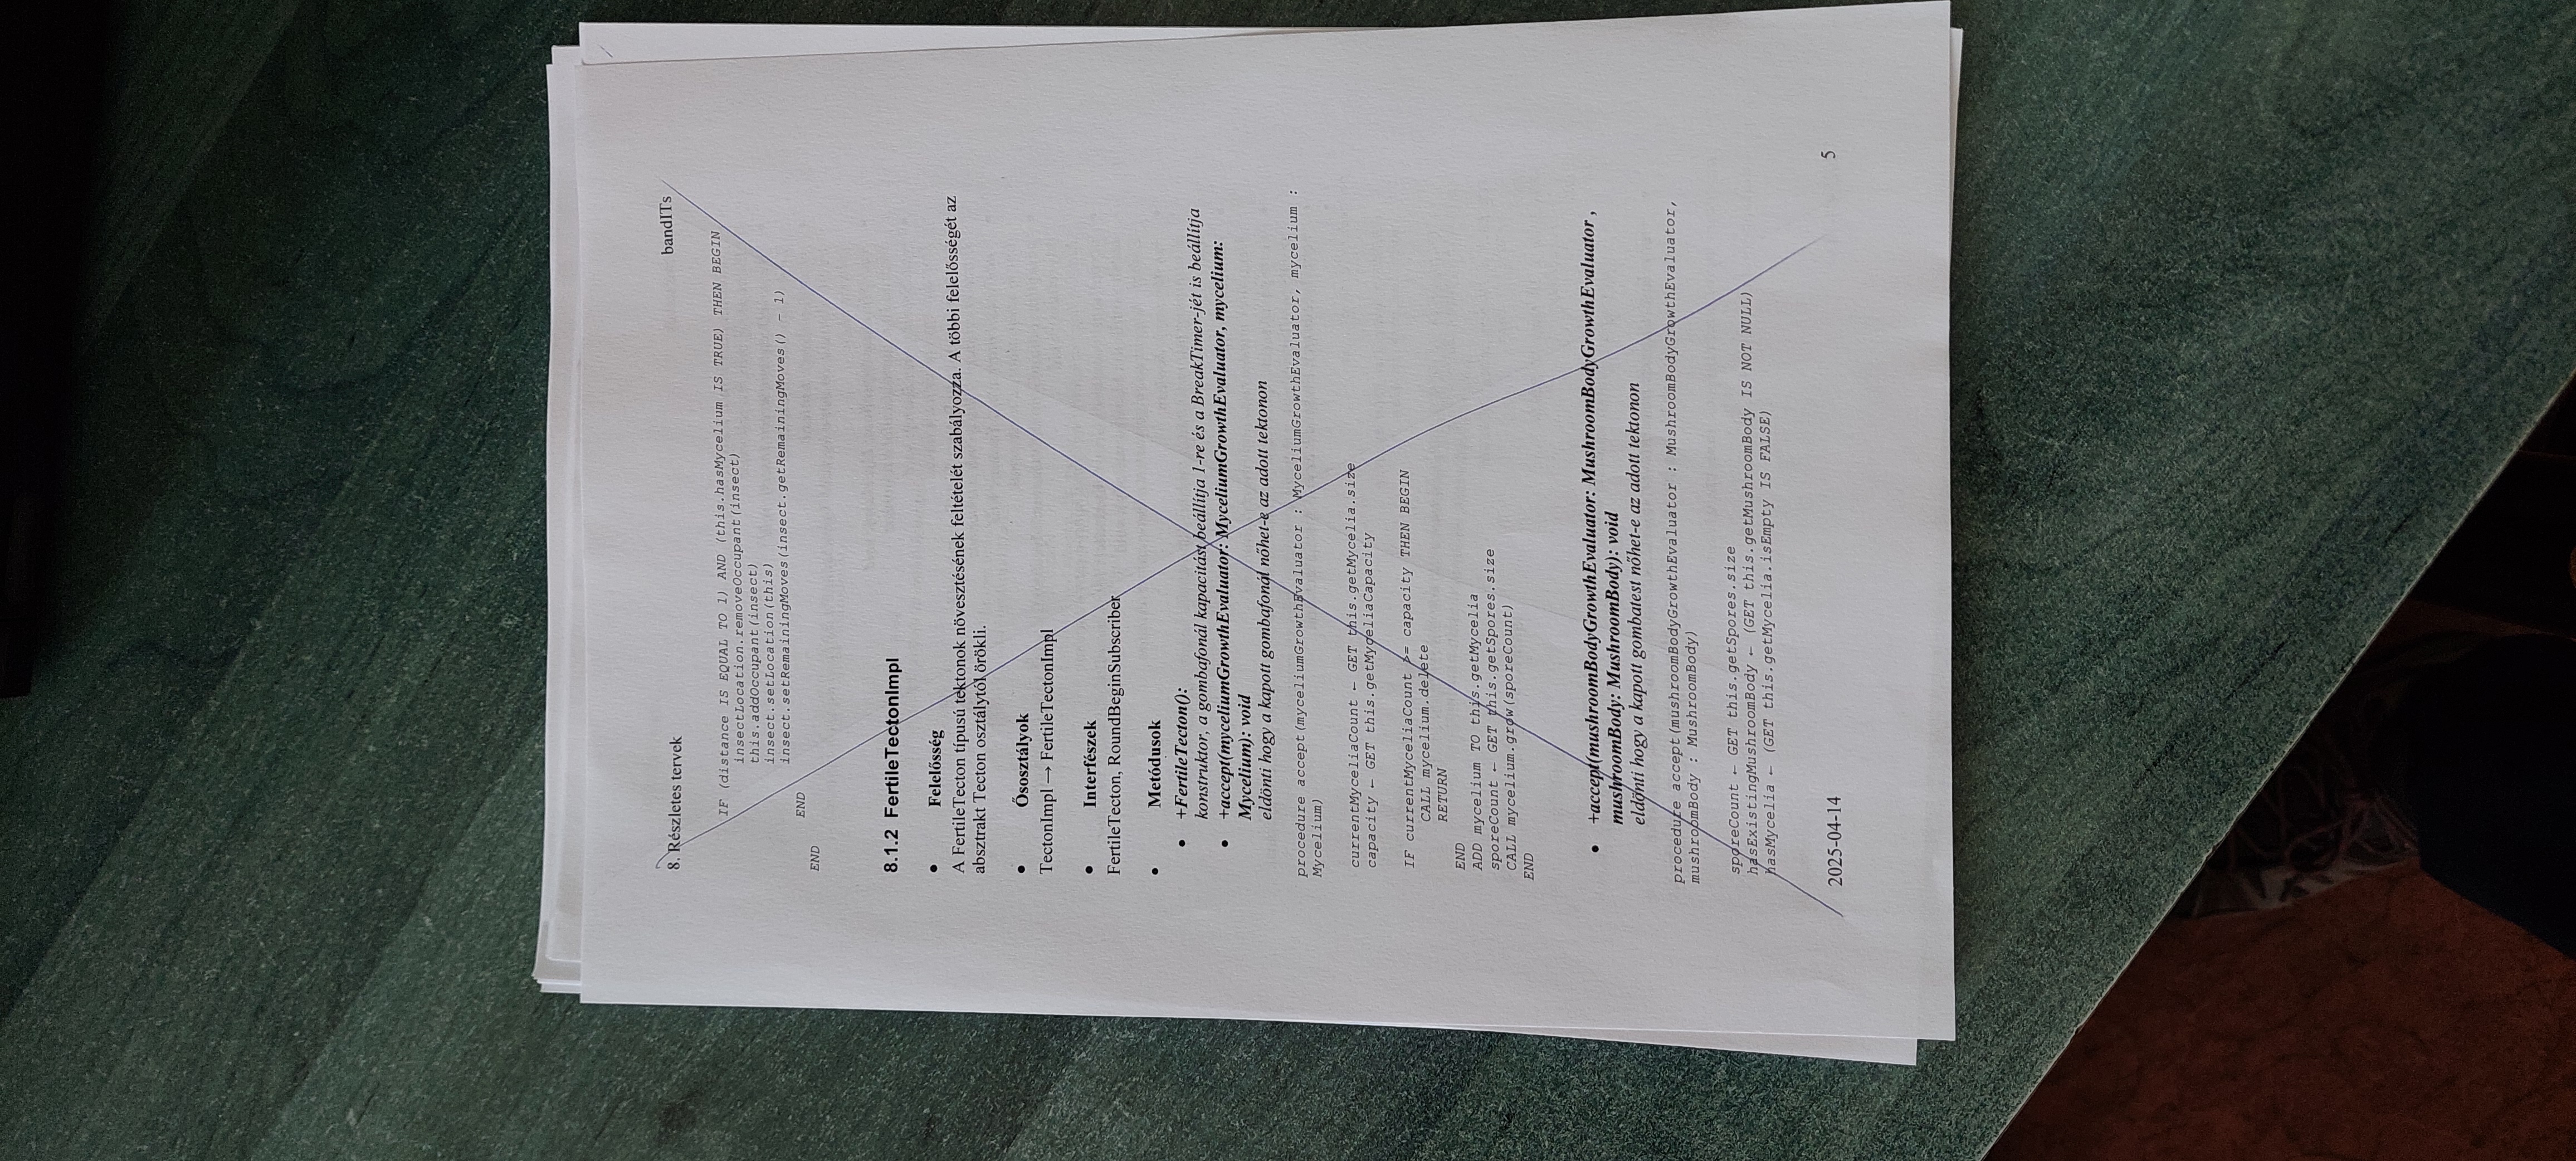 8. Részletes tervek bandITs
IF (distance IS EQUAL TO 1) AND (this.hasMycelium IS TRUE) THEN BEGIN
insectLocation.removeOccupant(insect)
this.addOccupant(insect)
insect.setLocation(this)
insect.setRemainingMoves(insect.getRemainingMoves() - 1)
END
END
8.1.2 FertileTectonImpl
• Felelősség
A FertileTecton típusú tektonok növesztésének feltételét szabályozza. A többi felelősségét az
absztrakt Tecton osztálytól örökli.
• Ősosztályok
TectonImpl → FertileTectonImpl
• Interfészek
FertileTecton, RoundBeginSubscriber
• Metódusok
• +FertileTecton():
konstruktor, a gombafonál kapacitást beállítja 1-re és a BreakTimer-jét is beállítja
• +accept(myceliumGrowthEvaluator: MyceliumGrowthEvaluator, mycelium:
Mycelium): void
eldönti hogy a kapott gombafonál nőhet-e az adott tektonon
procedure accept(myceliumGrowthEvaluator : MyceliumGrowthEvaluator, mycelium :
Mycelium)
currentMyceliaCount ← GET this.getMycelia.size
capacity ← GET this.getMyceliaCapacity
IF currentMyceliaCount >= capacity THEN BEGIN
CALL mycelium.delete
RETURN
END
ADD mycelium TO this.getMycelia
sporeCount ← GET this.getSpores.size
CALL mycelium.grow(sporeCount)
END
• +accept(mushroomBodyGrowthEvaluator: MushroomBodyGrowthEvaluator ,
mushroomBody: MushroomBody): void
eldönti hogy a kapott gombatest nőhet-e az adott tektonon
procedure accept(mushroomBodyGrowthEvaluator : MushroomBodyGrowthEvaluator,
mushroomBody : MushroomBody)
sporeCount ← GET this.getSpores.size
hasExistingMushroomBody ← (GET this.getMushroomBody IS NOT NULL)
hasMycelia ← (GET this.getMycelia.isEmpty IS FALSE)
2025-04-14 5